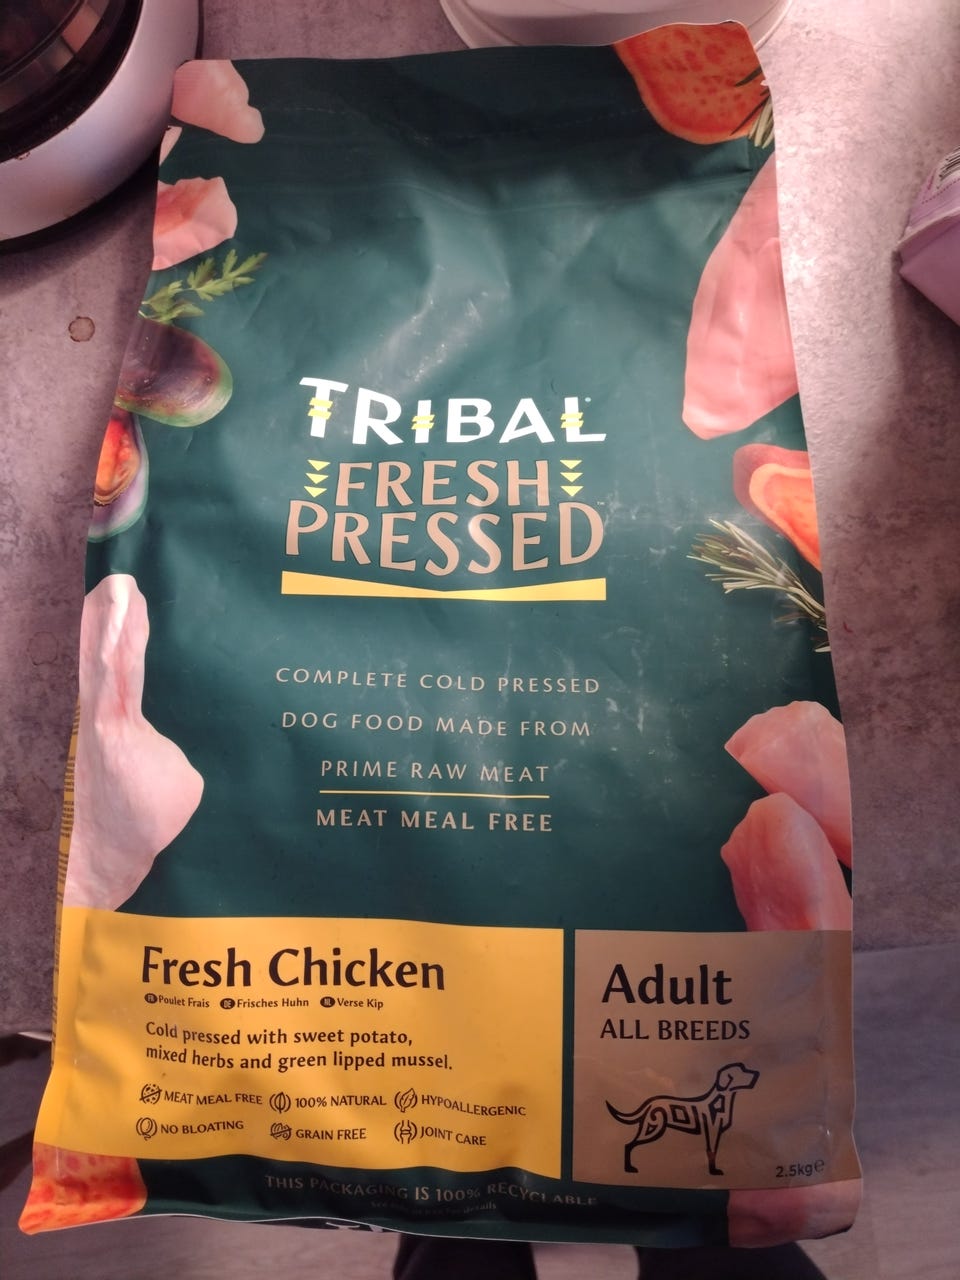 TRIBAL
FRESH
PRESSED™
COMPLETE COLD PRESSED
DOG FOOD MADE FROM
PRIME RAW MEAT
MEAT MEAL FREE
Fresh Chicken
FR Poulet Frais DE Frisches Huhn NL Verse Kip
Cold pressed with sweet potato,
mixed herbs and green lipped mussel.
MEAT MEAL FREE 100% NATURAL HYPOALLERGENIC
NO BLOATING GRAIN FREE JOINT CARE
Adult
ALL BREEDS
2.5kg℮
THIS PACKAGING IS 100% RECYCLABLE
for details